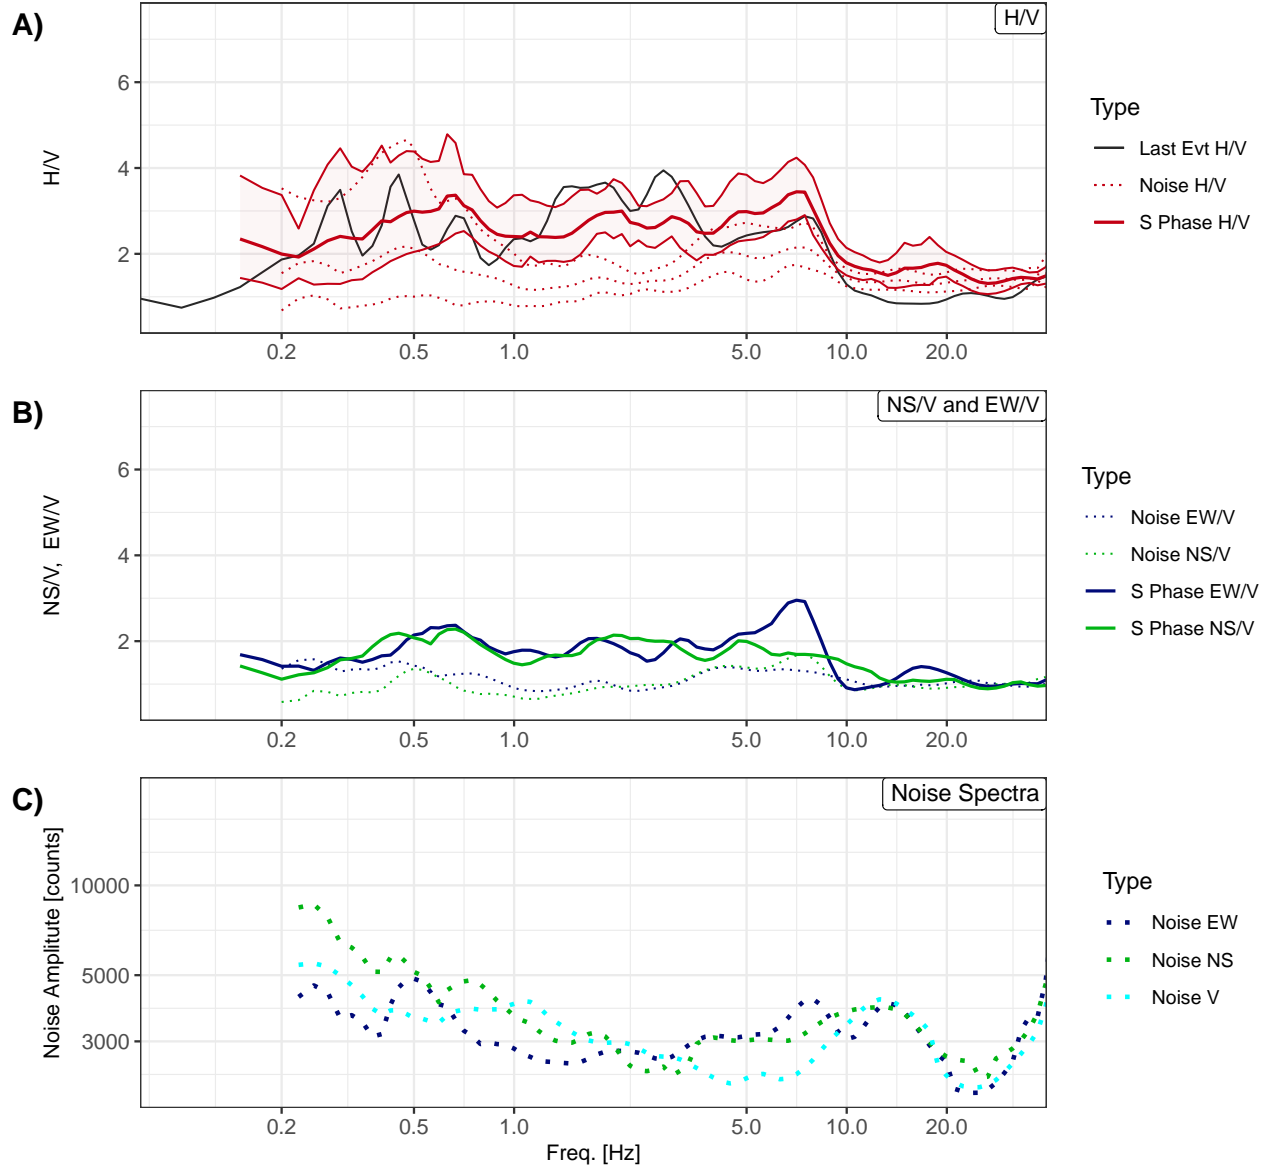 A)
H/V
6
4
2
H/V
0.2 0.5 1.0 5.0 10.0 20.0
Type
Last Evt H/V
Noise H/V
S Phase H/V
B)
NS/V and EW/V
6
4
2
NS/V, EW/V
0.2 0.5 1.0 5.0 10.0 20.0
Type
Noise EW/V
Noise NS/V
S Phase EW/V
S Phase NS/V
C)
Noise Spectra
10000
5000
3000
Noise Amplitute [counts]
0.2 0.5 1.0 5.0 10.0 20.0
Freq. [Hz]
Type
Noise EW
Noise NS
Noise V